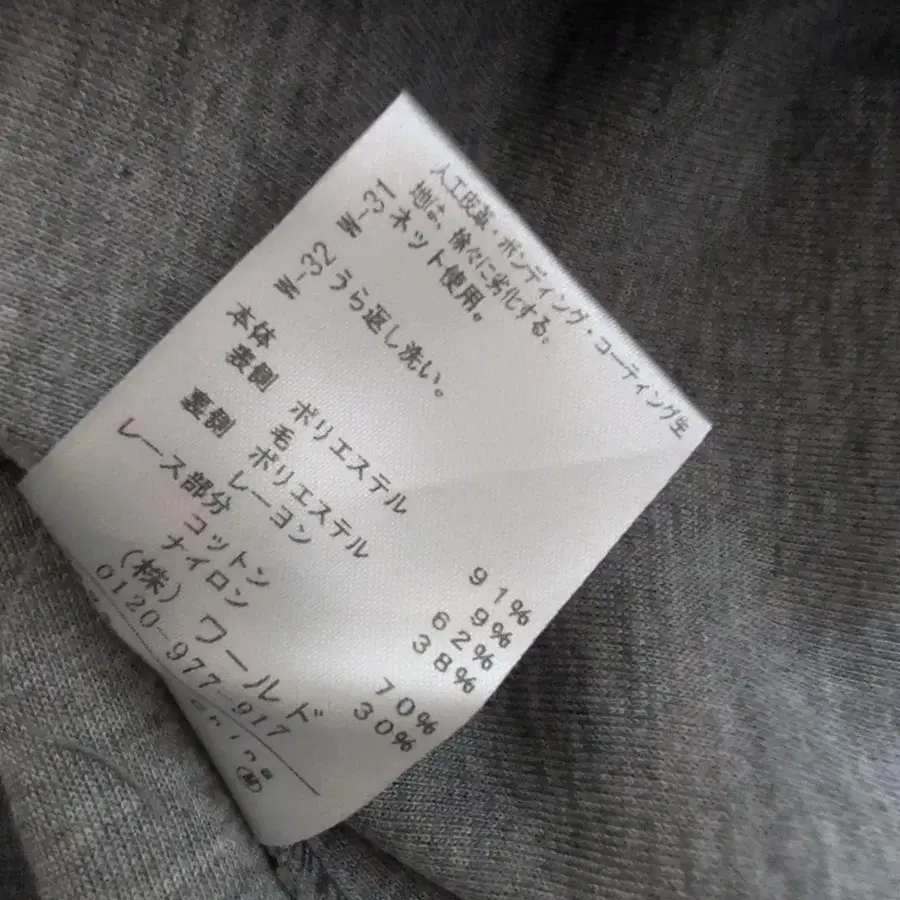 人工皮革・ボンディング・コーティング生
地は、徐々に劣化する。
W-31 ネット使用。
W-32 うら返し洗い。
本体
表側 ポリエステル 91%
毛 9%
裏側 ポリエステル 62%
レーヨン 38%
レース部分
コットン 70%
ナイロン 30%
(株)ワールド
0120-977-917